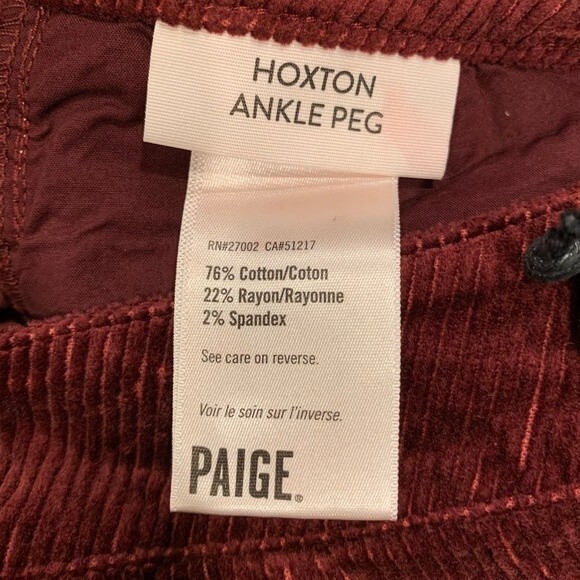 HOXTON
ANKLE PEG
RN#27002 CA#51217
76% Cotton/Coton
22% Rayon/Rayonne
2% Spandex
See care on reverse.
Voir le soin sur l'inverse.
PAIGE®